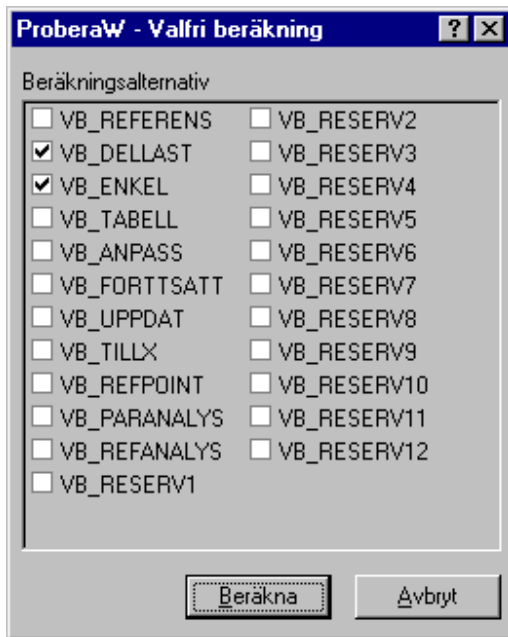 ProberaW - Valfri beräkning
Beräkningsalternativ
VB_REFERENS
VB_DELLAST
VB_ENKEL
VB_TABELL
VB_ANPASS
VB_FORTTSATT
VB_UPPDAT
VB_TILLX
VB_REFPOINT
VB_PARANALYS
VB_REFANALYS
VB_RESERV1
VB_RESERV2
VB_RESERV3
VB_RESERV4
VB_RESERV5
VB_RESERV6
VB_RESERV7
VB_RESERV8
VB_RESERV9
VB_RESERV10
VB_RESERV11
VB_RESERV12
Beräkna
Avbryt